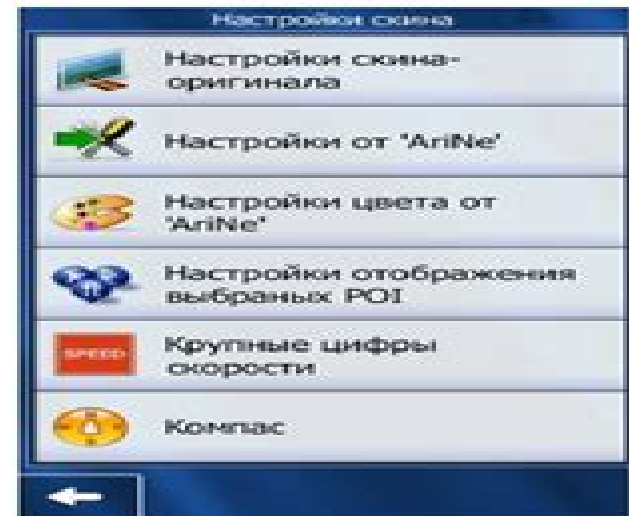 Настройки скина
Настройки скина-
оригинала
Настройки от 'AriNe'
Настройки цвета от
'AriNe'
Настройки отображения
выбраных POI
SPEED
Крупные цифры
скорости
Компас